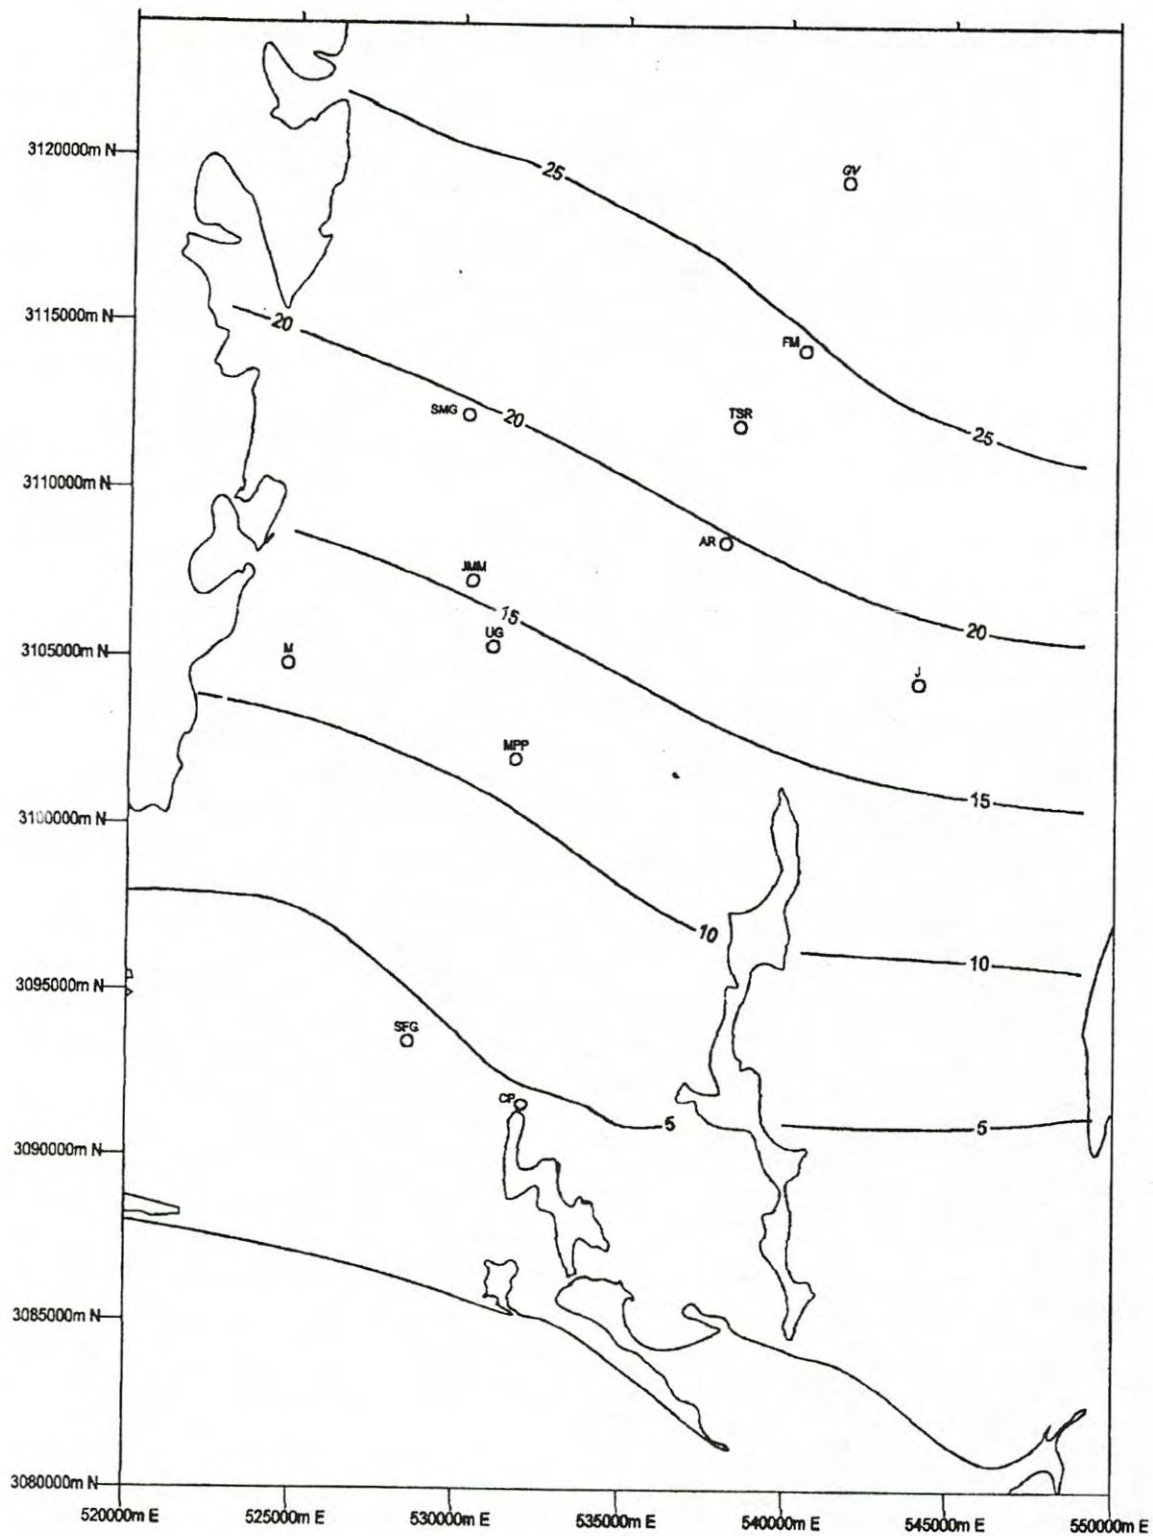 3120000m N
25
GV
3115000m N
20
FM
SMG
20
TSR
25
3110000m N
AR
JMM
15
20
3105000m N
M
UG
J
MPP
3100000m N
15
10
10
3095000m N
SFG
CP
5
5
3090000m N
3085000m N
3080000m N
520000m E
525000m E
530000m E
535000m E
540000m E
545000m E
550000m E